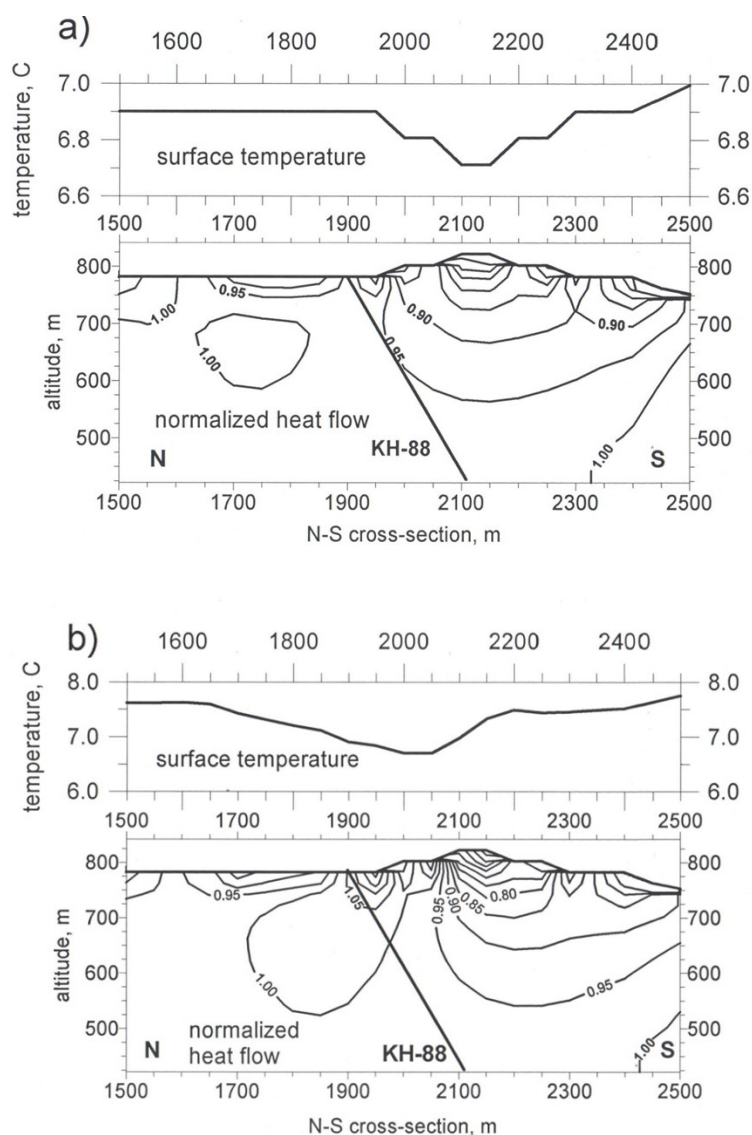 a)
1600 1800 2000 2200 2400
temperature, C
7.0 7.0
6.8 6.8
6.6 6.6
surface temperature
1500 1700 1900 2100 2300 2500
altitude, m
800 800
700 700
600 600
500 500
1.00 0.95 0.90 0.90
1.00 0.95
normalized heat flow
N KH-88 1.00 S
1500 1700 1900 2100 2300 2500
N-S cross-section, m
b)
1600 1800 2000 2200 2400
temperature, C
8.0 8.0
7.0 7.0
6.0 6.0
surface temperature
1500 1700 1900 2100 2300 2500
altitude, m
800 800
700 700
600 600
500 500
0.95 1.05 0.95 0.90 0.85 0.80
1.00 0.95
normalized
heat flow
N KH-88 1.00 S
1500 1700 1900 2100 2300 2500
N-S cross-section, m